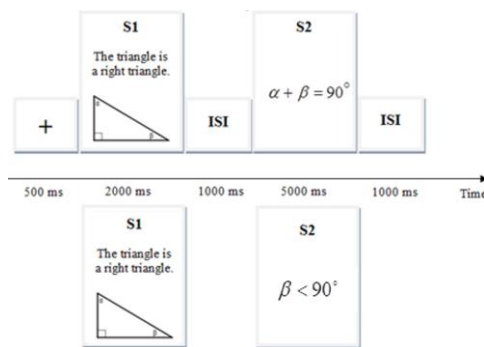 S1
The triangle is
a right triangle.
α
β
+
ISI
S2
α + β = 90°
ISI
500 ms
2000 ms
1000 ms
5000 ms
1000 ms
Time
S1
The triangle is
a right triangle.
α
β
S2
β < 90°